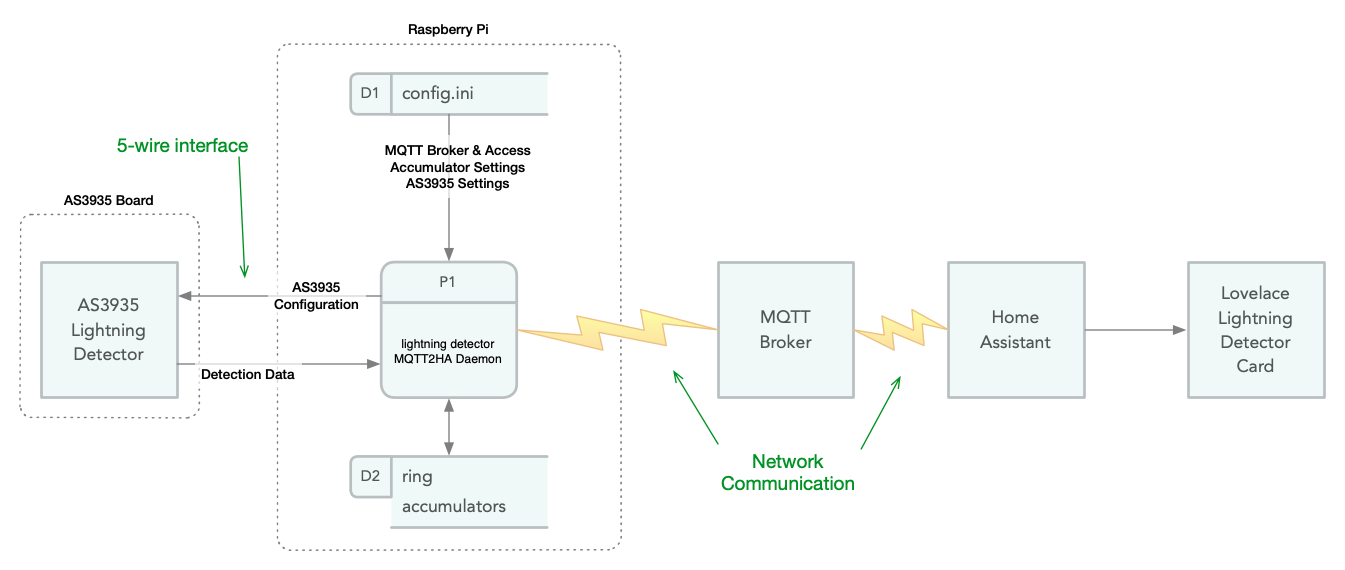 Raspberry Pi
D1
config.ini
MQTT Broker & Access
Accumulator Settings
AS3935 Settings
5-wire interface
AS3935 Board
AS3935
Lightning
Detector
AS3935
Configuration
Detection Data
P1
lightning detector
MQTT2HA Daemon
D2
ring
accumulators
MQTT
Broker
Home
Assistant
Lovelace
Lightning
Detector
Card
Network
Communication